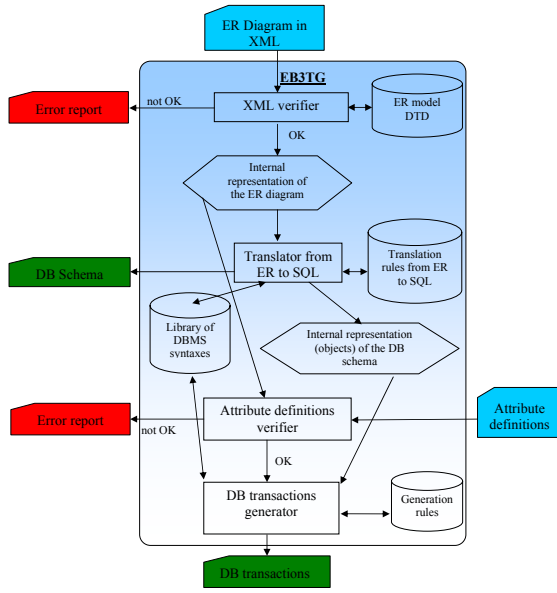 ER Diagram in
XML
EB3TG
Error report
not OK
XML verifier
ER model
DTD
OK
Internal
representation of
the ER diagram
DB Schema
Translator from
ER to SQL
Translation
rules from ER
to SQL
Library of
DBMS
syntaxes
Internal representation
(objects) of the DB
schema
Error report
not OK
Attribute definitions
verifier
Attribute
definitions
OK
DB transactions
generator
Generation
rules
DB transactions